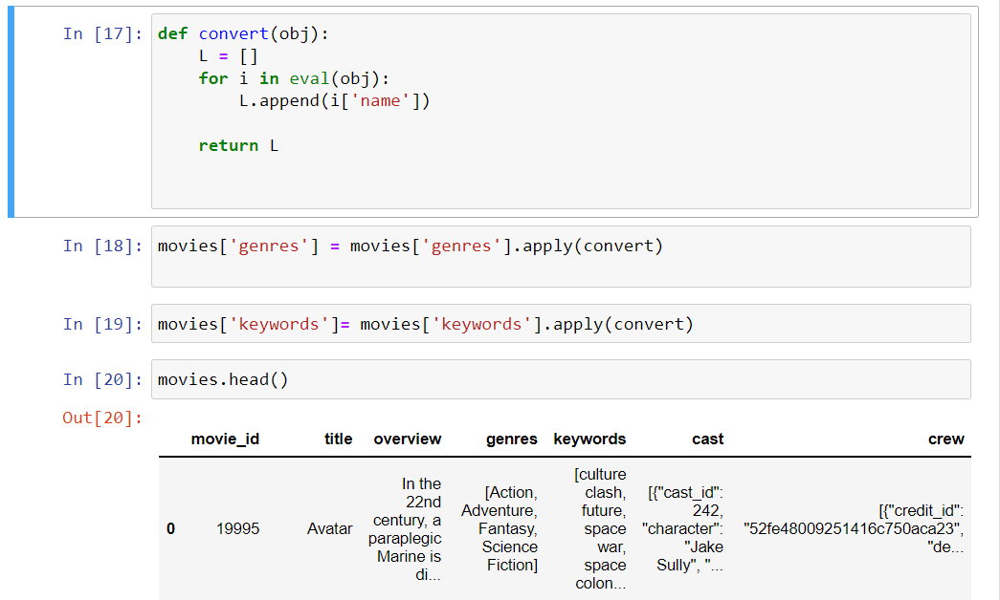 In [17]: def convert(obj):
    L = []
    for i in eval(obj):
        L.append(i['name'])
    return L
In [18]: movies['genres'] = movies['genres'].apply(convert)
In [19]: movies['keywords']= movies['keywords'].apply(convert)
In [20]: movies.head()
Out[20]:
movie_id title overview genres keywords cast crew
0
19995
Avatar
In the
22nd
century, a
paraplegic
Marine is
di...
[Action,
Adventure,
Fantasy,
Science
Fiction]
[culture
clash,
future,
space
war,
space
colon...
[{"cast_id":
242,
"character":
"Jake
Sully", "...
[{"credit_id":
"52fe48009251416c750aca23",
"de...